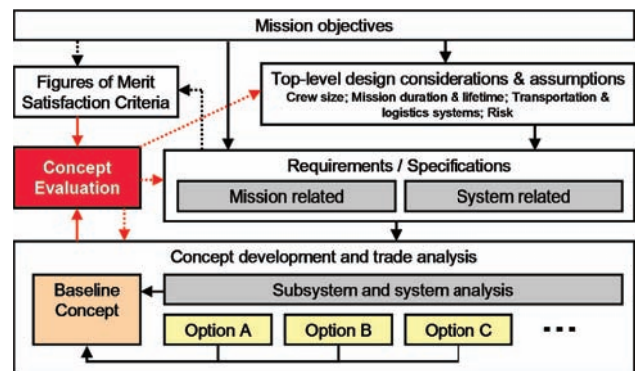 Mission objectives
Figures of Merit
Satisfaction Criteria
Top-level design considerations & assumptions
Crew size; Mission duration & lifetime; Transportation &
logistics systems; Risk
Concept
Evaluation
Requirements / Specifications
Mission related
System related
Concept development and trade analysis
Baseline
Concept
Subsystem and system analysis
Option A
Option B
Option C